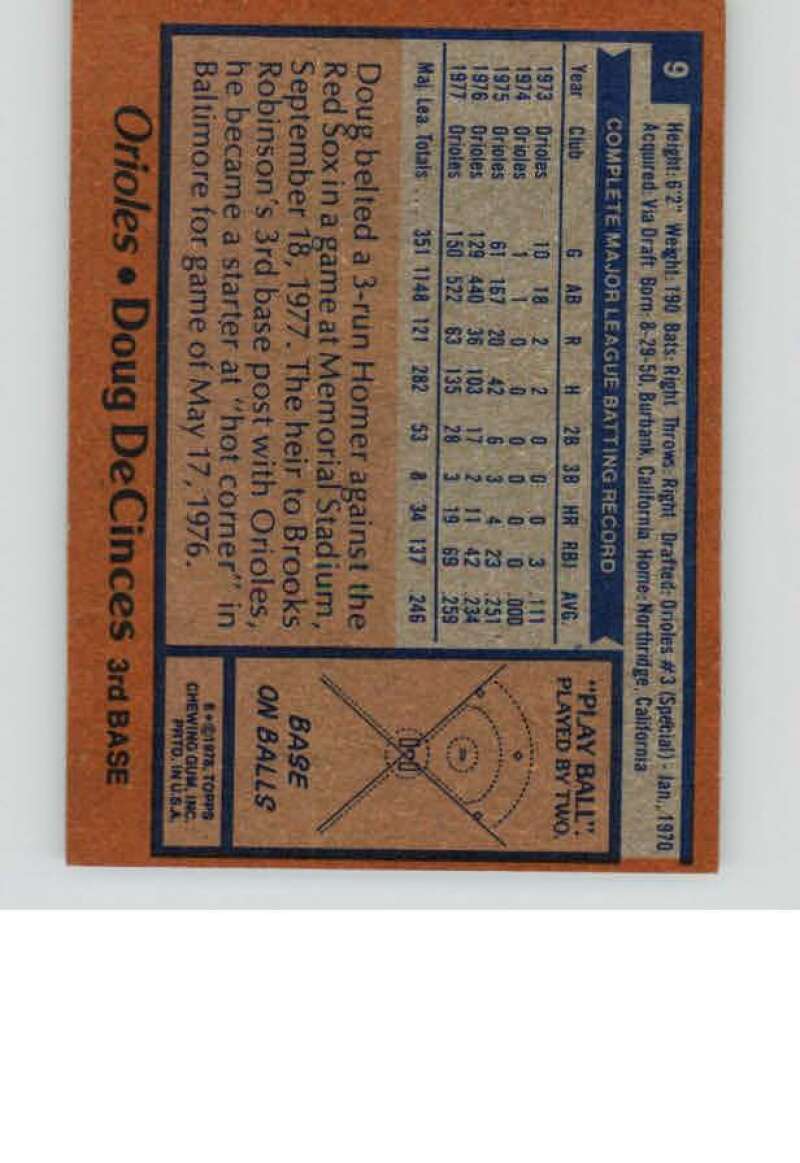 9
Height: 6'2" Weight: 190 Bats: Right Throws: Right Drafted: Orioles #3 (Special) - Jan., 1970
Acquired: Via Draft Born: 8-29-50, Burbank, California Home: Northridge, California
COMPLETE MAJOR LEAGUE BATTING RECORD
Year Club G AB R H 2B 3B HR RBI AVG.
1973 Orioles 10 18 2 2 0 0 0 3 .111
1974 Orioles 1 1 0 0 0 0 0 0 .000
1975 Orioles 61 167 20 42 6 3 4 23 .251
1976 Orioles 129 440 36 103 17 2 11 42 .234
1977 Orioles 150 522 63 135 28 3 19 69 .259
Maj. Lea. Totals . . . 351 1148 121 282 53 8 34 137 .246
Doug belted a 3-run Homer against the
Red Sox in a game at Memorial Stadium,
September 18, 1977. The heir to Brooks
Robinson's 3rd base post with Orioles,
he became a starter at "hot corner" in
Baltimore for game of May 17, 1976.
"PLAY BALL":
PLAYED BY TWO.
BASE
ON BALLS
©1978, TOPPS
CHEWING GUM, INC.
PRTD. IN U.S.A.
Orioles • Doug DeCinces 3rd BASE